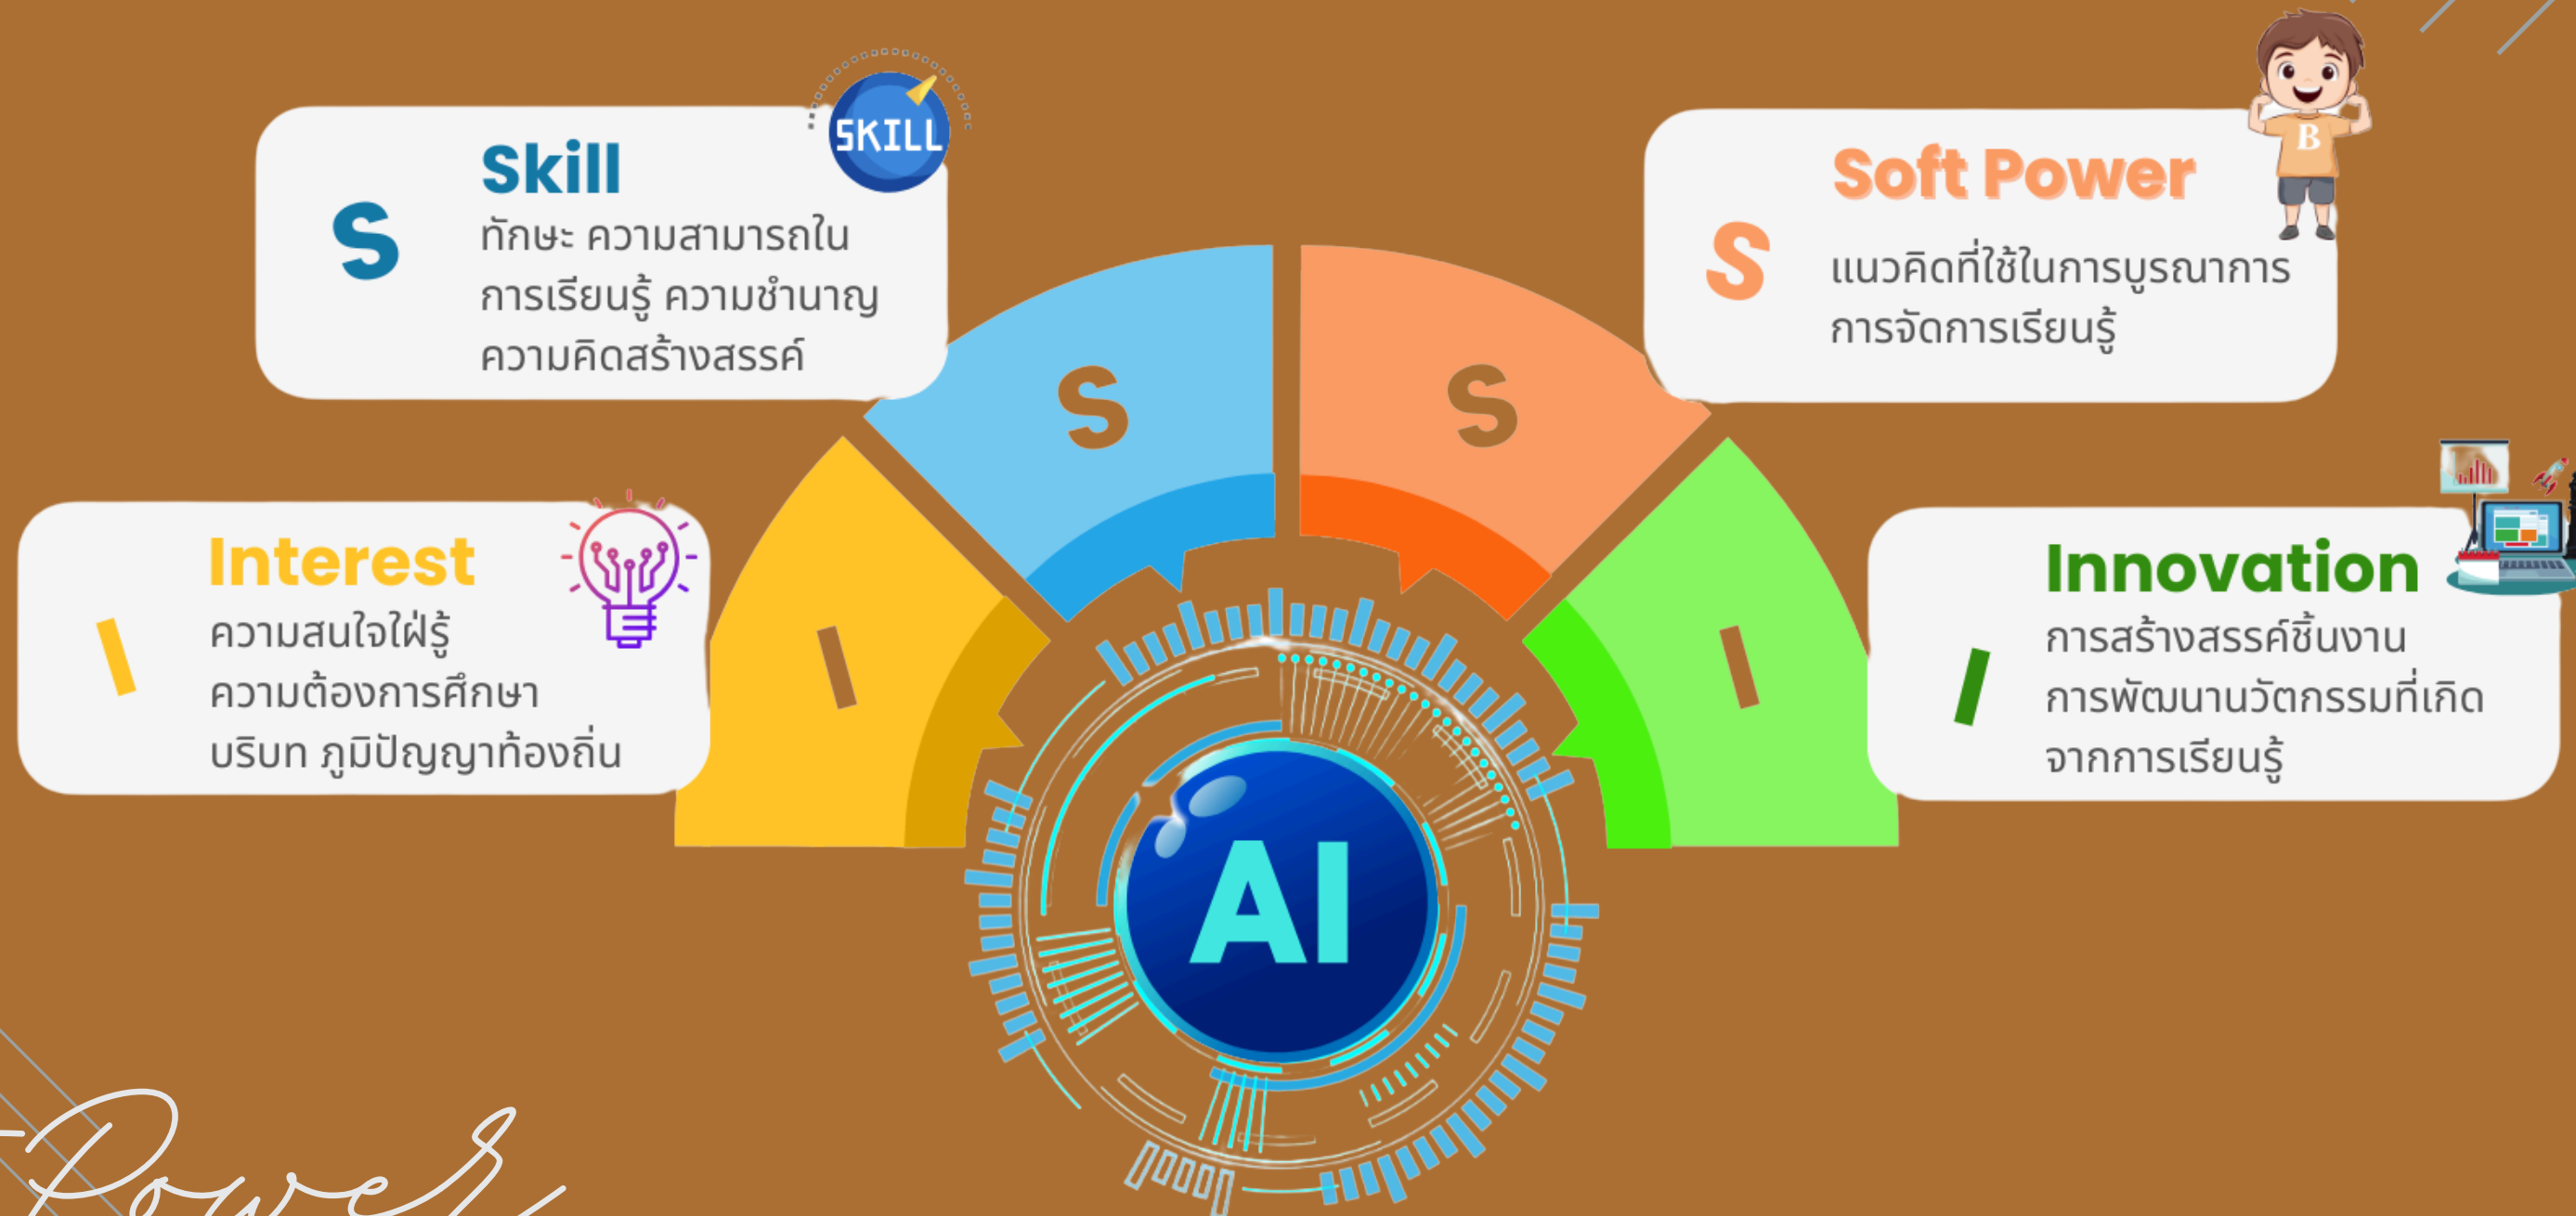 SKILL
Skill
S
ทักษะ ความสามารถใน
การเรียนรู้ ความชำนาญ
ความคิดสร้างสรรค์
B
Soft Power
S
แนวคิดที่ใช้ในการบูรณาการ
การจัดการเรียนรู้
S
S
Interest
I
ความสนใจใฝ่รู้
ความต้องการศึกษา
บริบท ภูมิปัญญาท้องถิ่น
I
I
Innovation
I
การสร้างสรรค์ชิ้นงาน
การพัฒนานวัตกรรมที่เกิด
จากการเรียนรู้
AI
Power